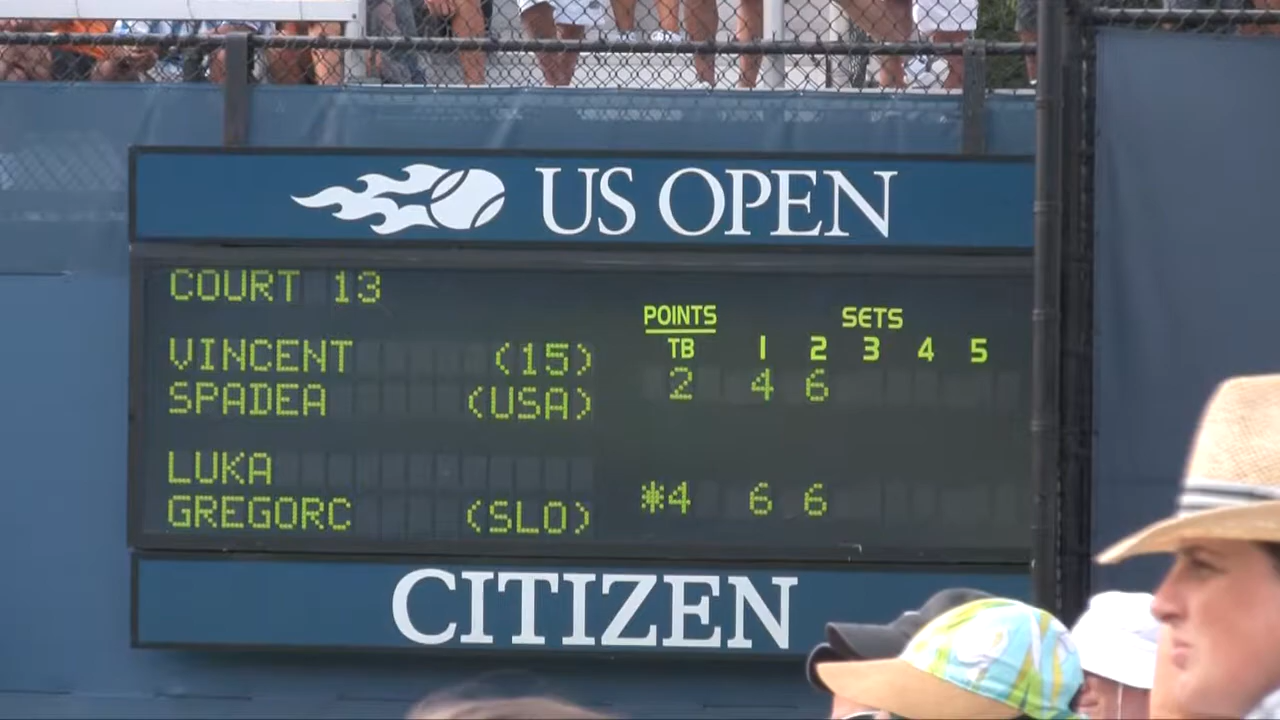 US OPEN
COURT 13
POINTS SETS
TB 1 2 3 4 5
VINCENT (15)
SPADEA (USA) 2 4 6
LUKA
GREGORC (SLO) *4 6 6
CITIZEN